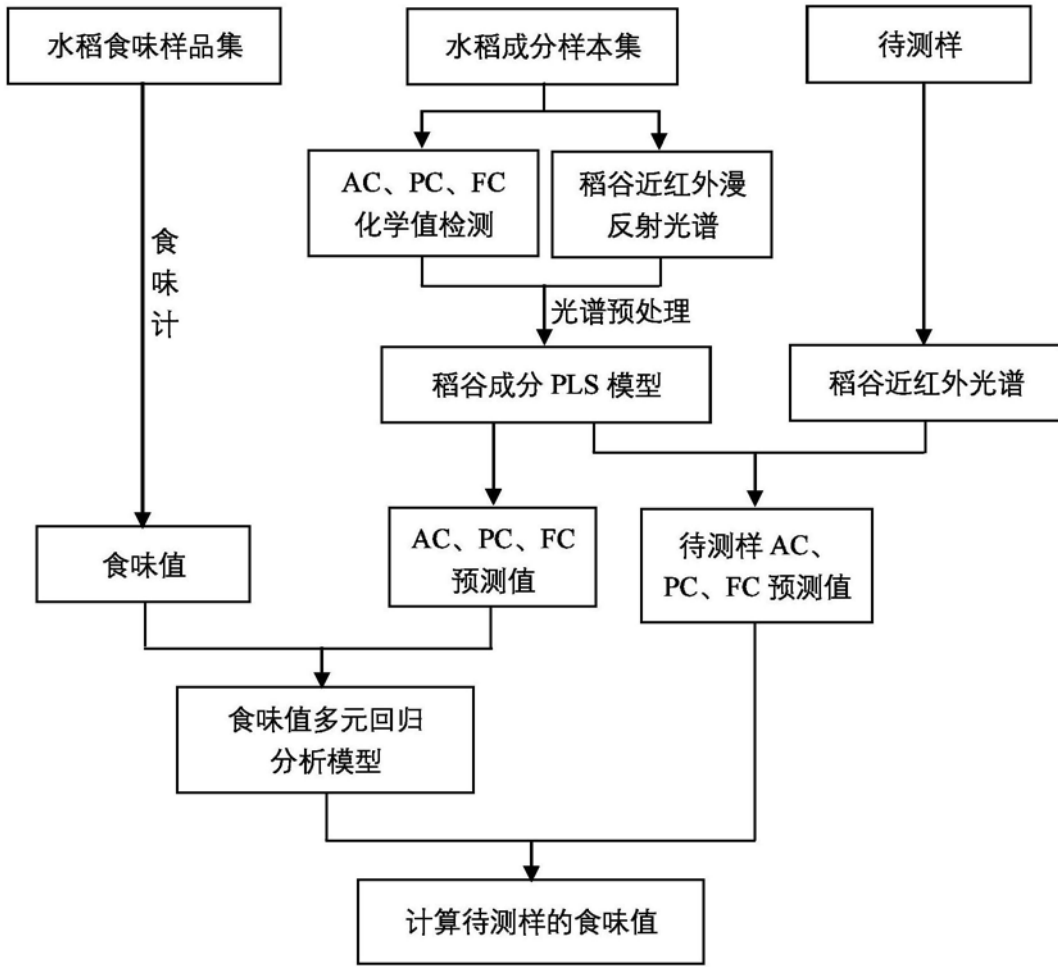 水稻食味样品集
水稻成分样本集
待测样
AC、PC、FC
化学值检测
稻谷近红外漫
反射光谱
食
味
计
光谱预处理
稻谷成分 PLS 模型
稻谷近红外光谱
食味值
AC、PC、FC
预测值
待测样 AC、
PC、FC 预测值
食味值多元回归
分析模型
计算待测样的食味值